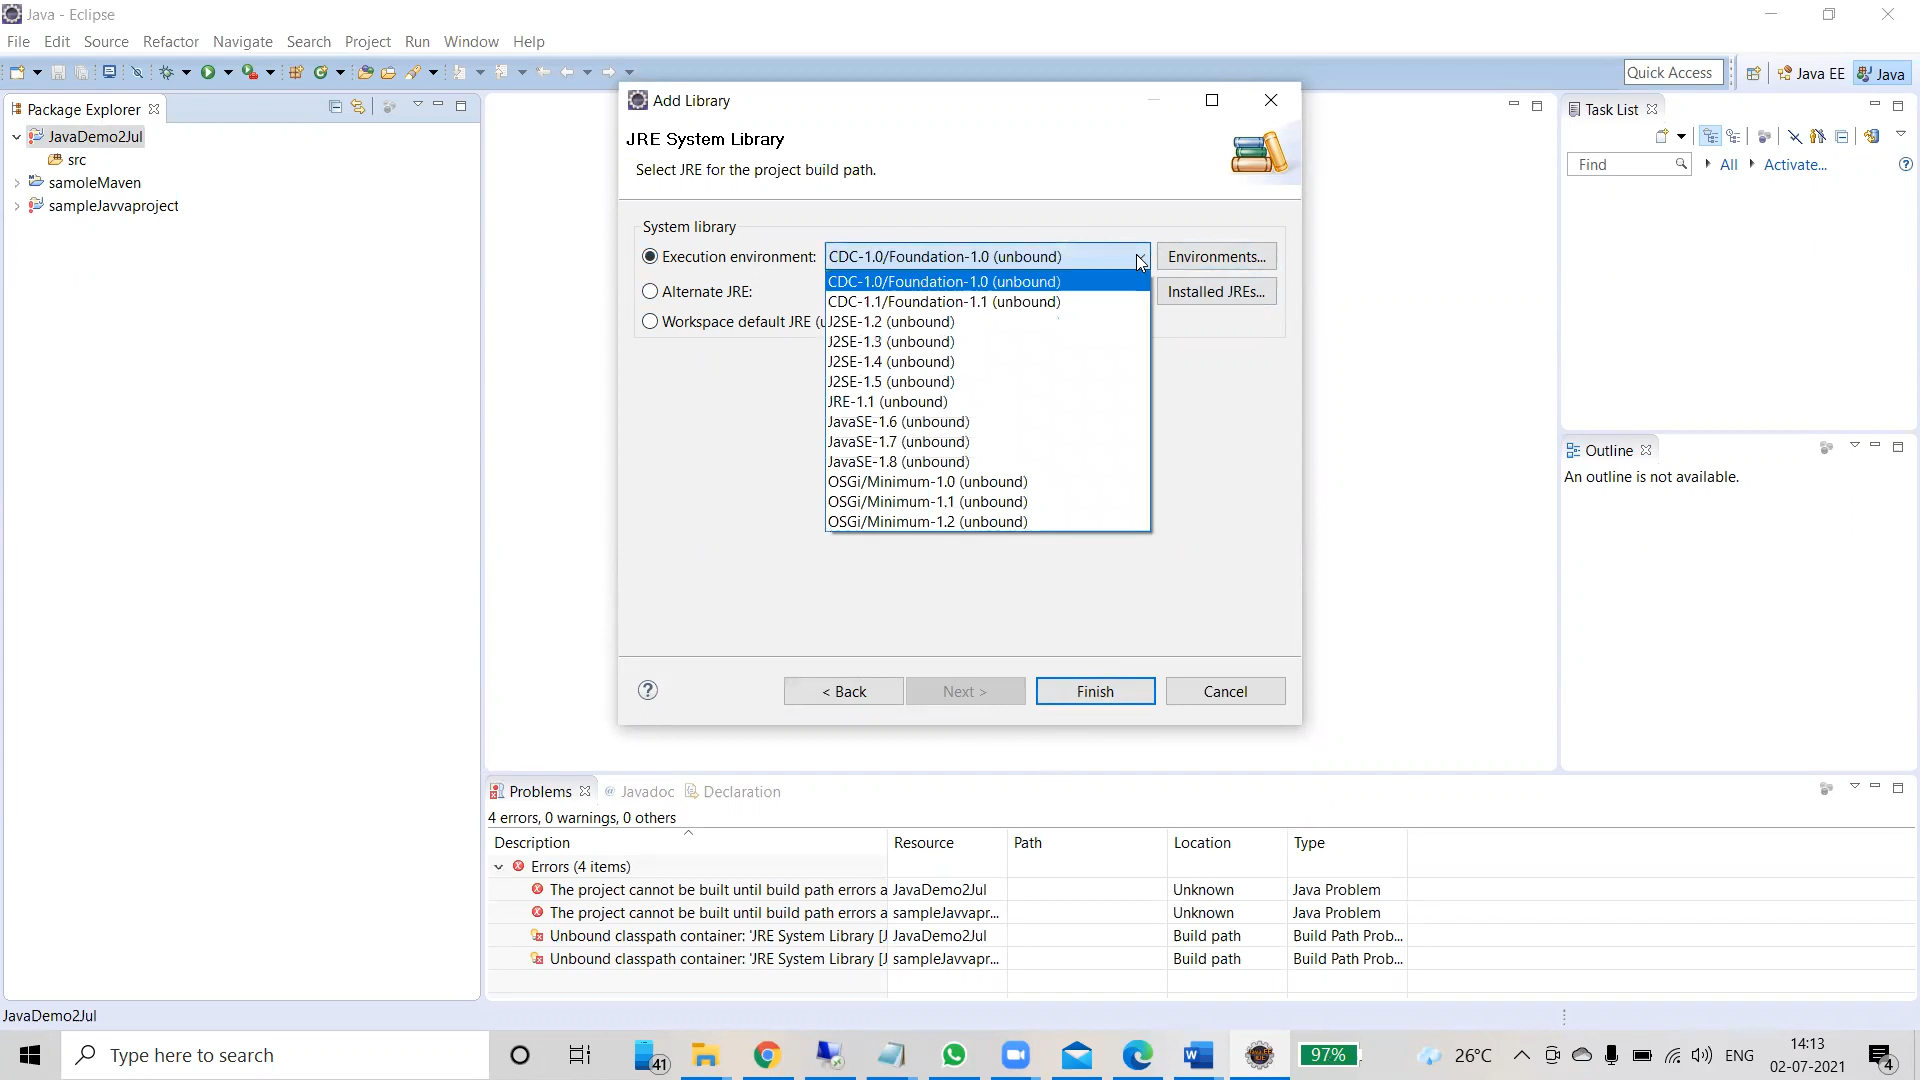 Java - Eclipse
File Edit Source Refactor Navigate Search Project Run Window Help
Quick Access Java EE Java
Package Explorer
JavaDemo2Jul
src
samoleMaven
sampleJavvaproject
Add Library
JRE System Library
Select JRE for the project build path.
System library
Execution environment: CDC-1.0/Foundation-1.0 (unbound) Environments...
Alternate JRE: Installed JREs...
Workspace default JRE (u
CDC-1.0/Foundation-1.0 (unbound)
CDC-1.1/Foundation-1.1 (unbound)
J2SE-1.2 (unbound)
J2SE-1.3 (unbound)
J2SE-1.4 (unbound)
J2SE-1.5 (unbound)
JRE-1.1 (unbound)
JavaSE-1.6 (unbound)
JavaSE-1.7 (unbound)
JavaSE-1.8 (unbound)
OSGi/Minimum-1.0 (unbound)
OSGi/Minimum-1.1 (unbound)
OSGi/Minimum-1.2 (unbound)
< Back Next > Finish Cancel
Task List
Find All Activate...
Outline
An outline is not available.
Problems Javadoc Declaration
4 errors, 0 warnings, 0 others
Description Resource Path Location Type
Errors (4 items)
The project cannot be built until build path errors a JavaDemo2Jul Unknown Java Problem
The project cannot be built until build path errors a sampleJavvapr... Unknown Java Problem
Unbound classpath container: 'JRE System Library [J JavaDemo2Jul Build path Build Path Prob...
Unbound classpath container: 'JRE System Library [J sampleJavvapr... Build path Build Path Prob...
JavaDemo2Jul
Type here to search 41 97% 26°C ENG 14:13
02-07-2021 4